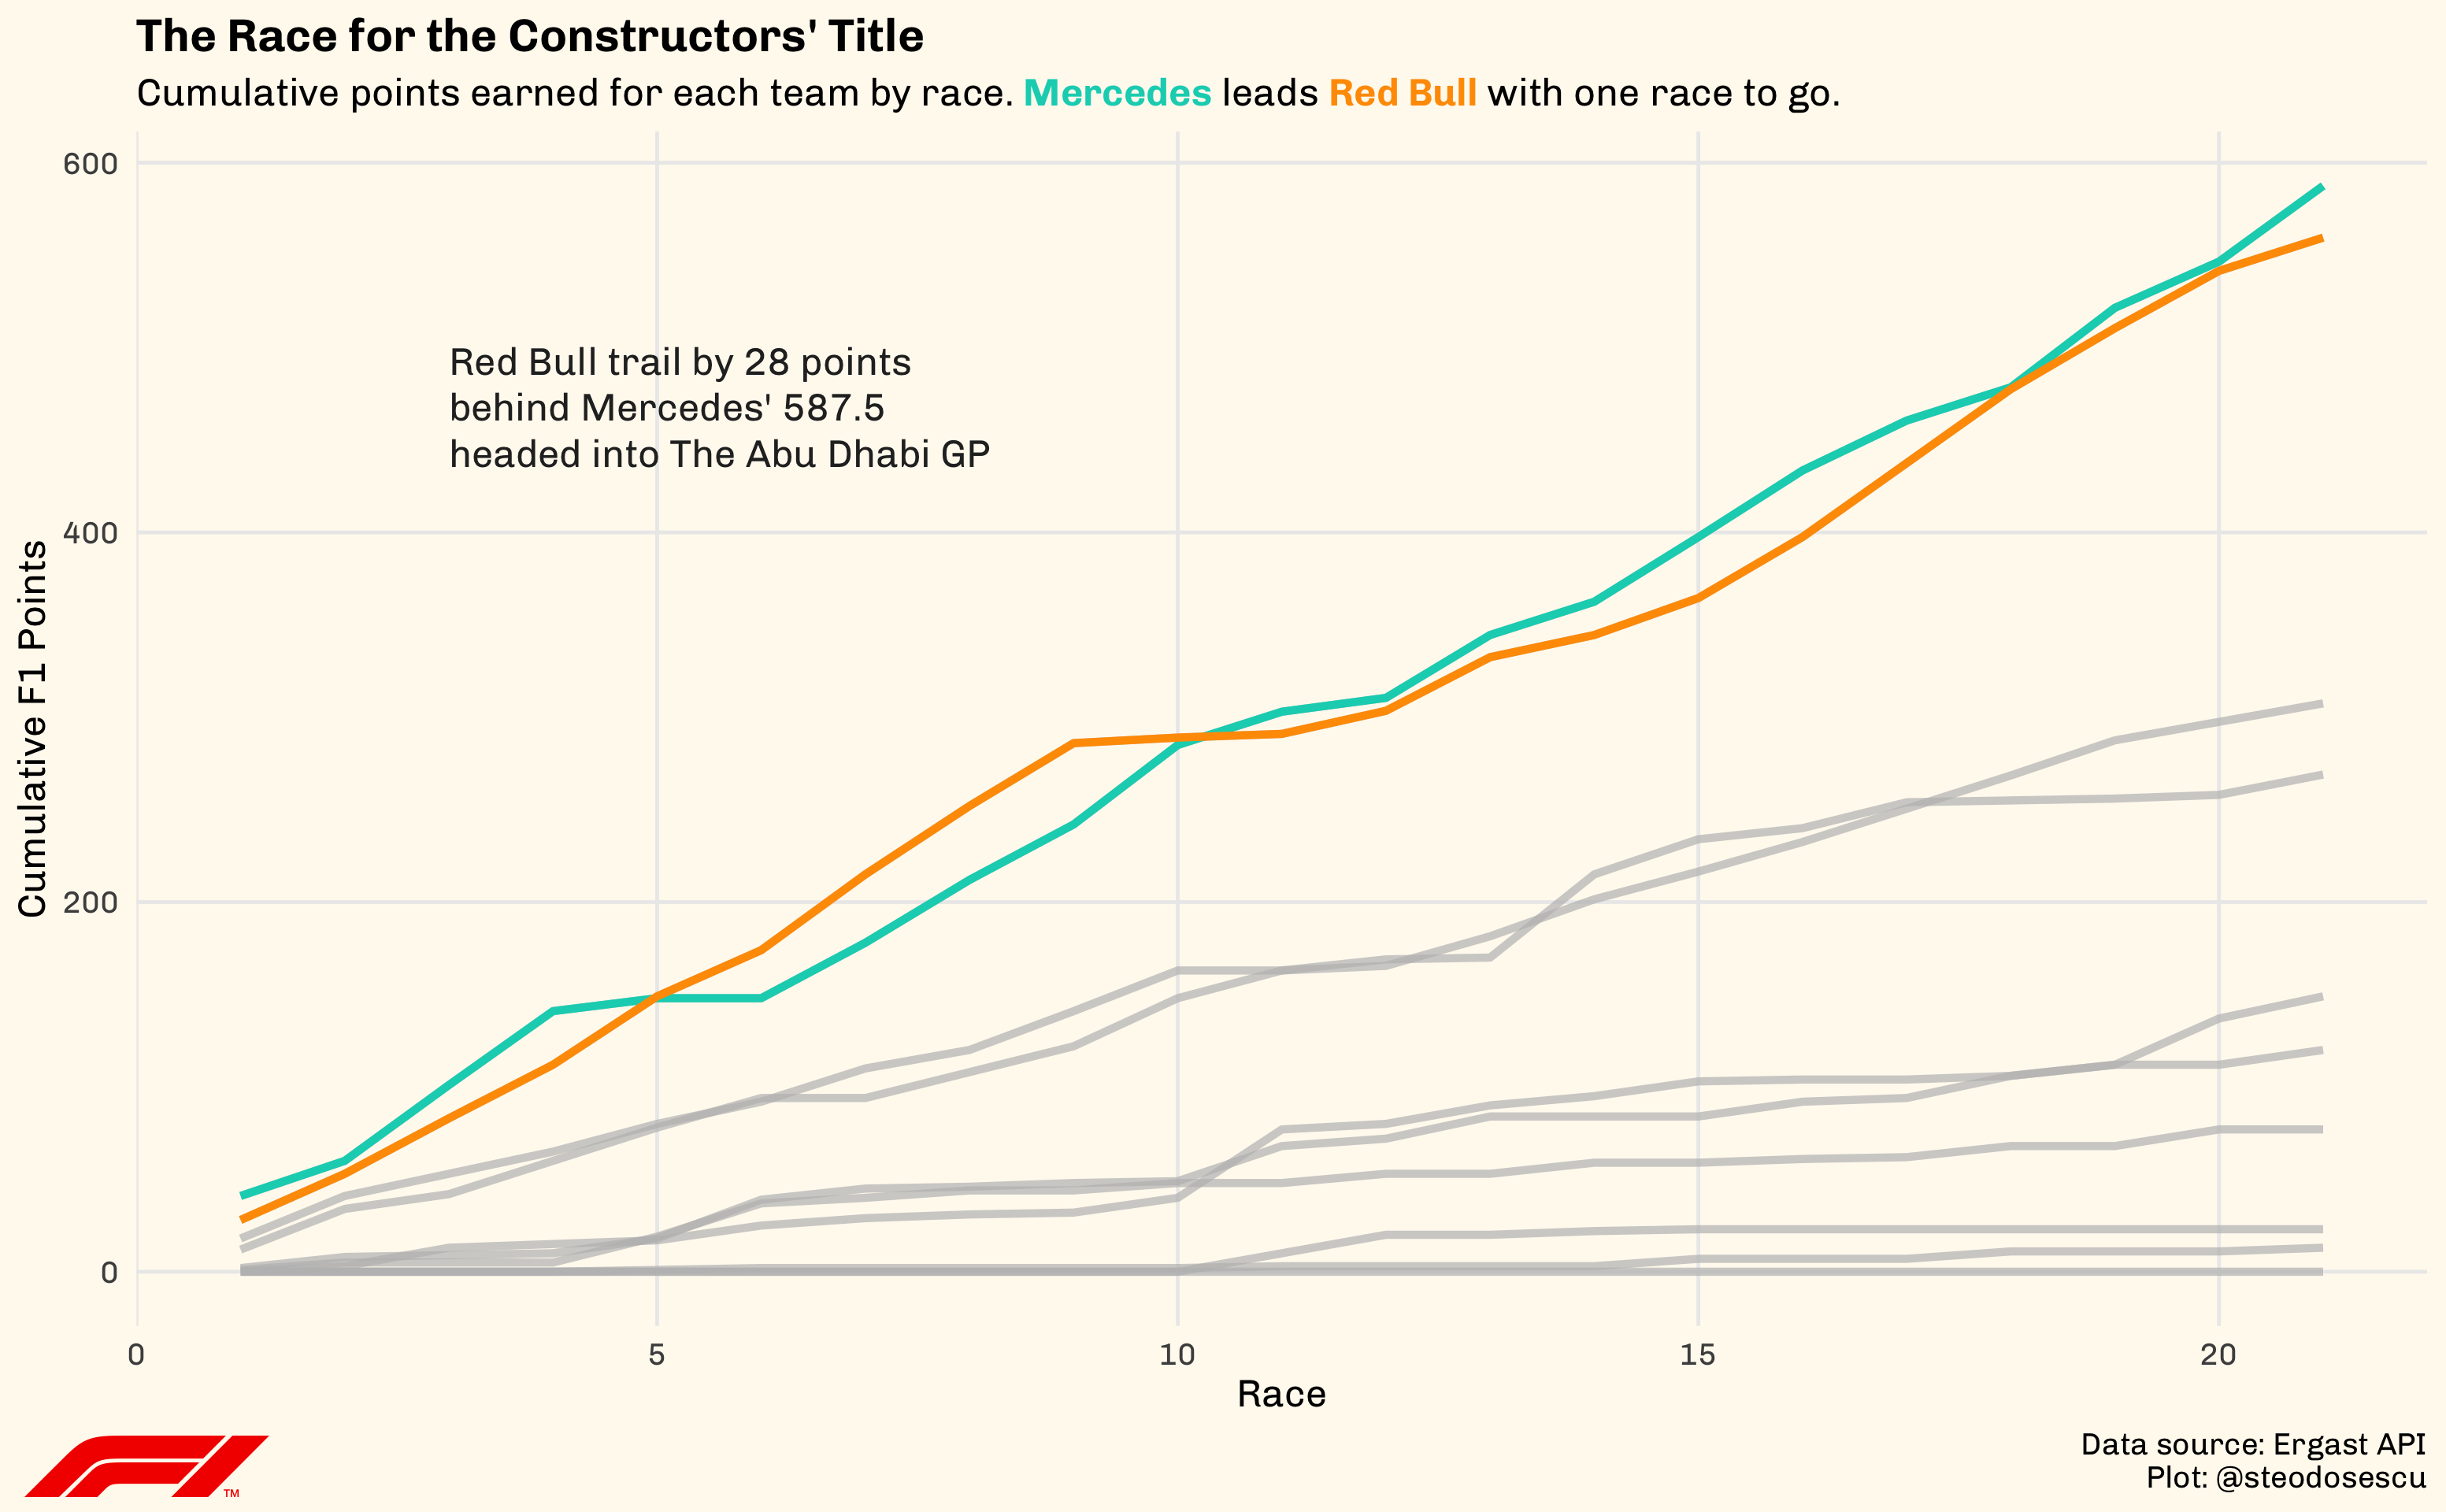 The Race for the Constructors' Title
Cumulative points earned for each team by race. Mercedes leads Red Bull with one race to go.
600
400
200
0
Cumulative F1 Points
Red Bull trail by 28 points
behind Mercedes' 587.5
headed into The Abu Dhabi GP
0 5 10 15 20
Race
F1 TM
Data source: Ergast API
Plot: @steodosescu